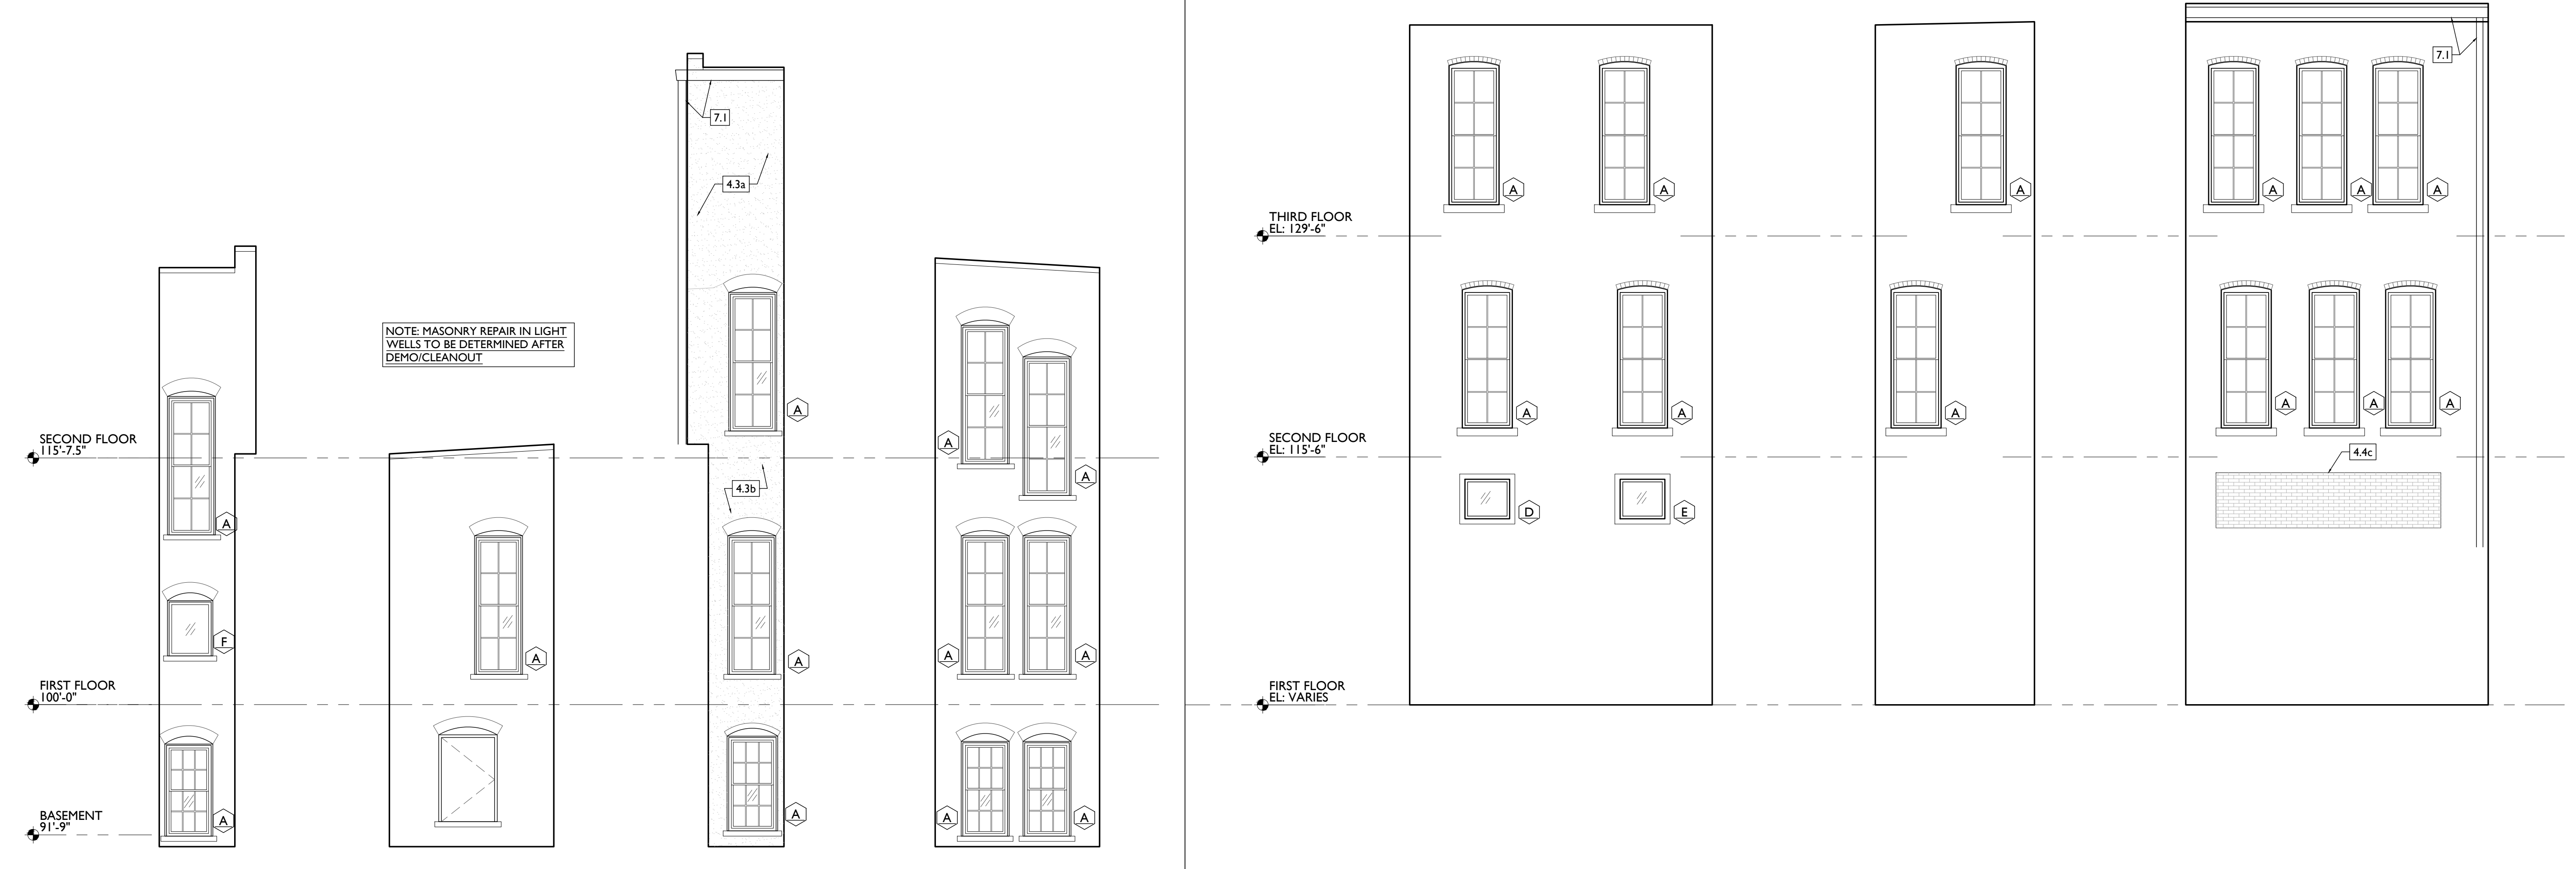 7.1
4.3a
NOTE: MASONRY REPAIR IN LIGHT
WELLS TO BE DETERMINED AFTER
DEMO/CLEANOUT
A
SECOND FLOOR
115'-7.5"
A
A
4.3b
A
F
A
A
A
A
FIRST FLOOR
100'-0"
BASEMENT
91'-9"
A
A
A
A
7.1
A
A
A
A
A
A
THIRD FLOOR
EL: 129'-6"
A
A
A
A
A
A
SECOND FLOOR
EL: 115'-6"
4.4c
D
E
FIRST FLOOR
EL: VARIES